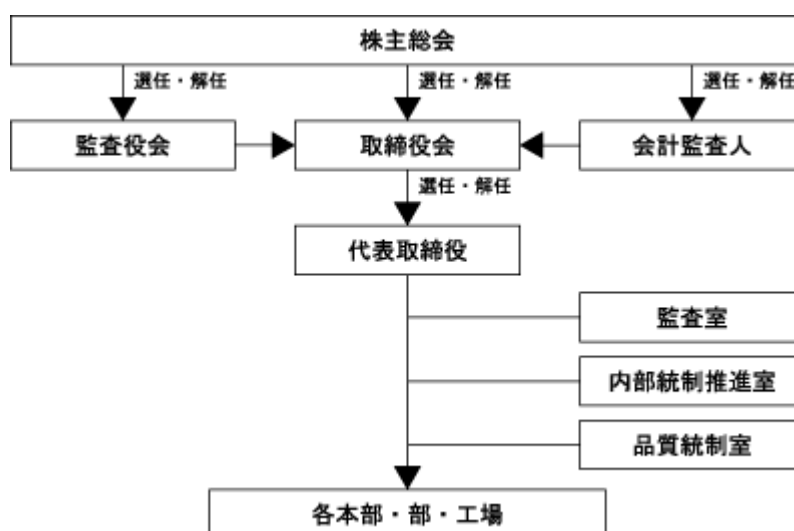 株主総会
選任・解任
選任・解任
選任・解任
監査役会
取締役会
会計監査人
選任・解任
代表取締役
監査室
内部統制推進室
品質統制室
各本部・部・工場